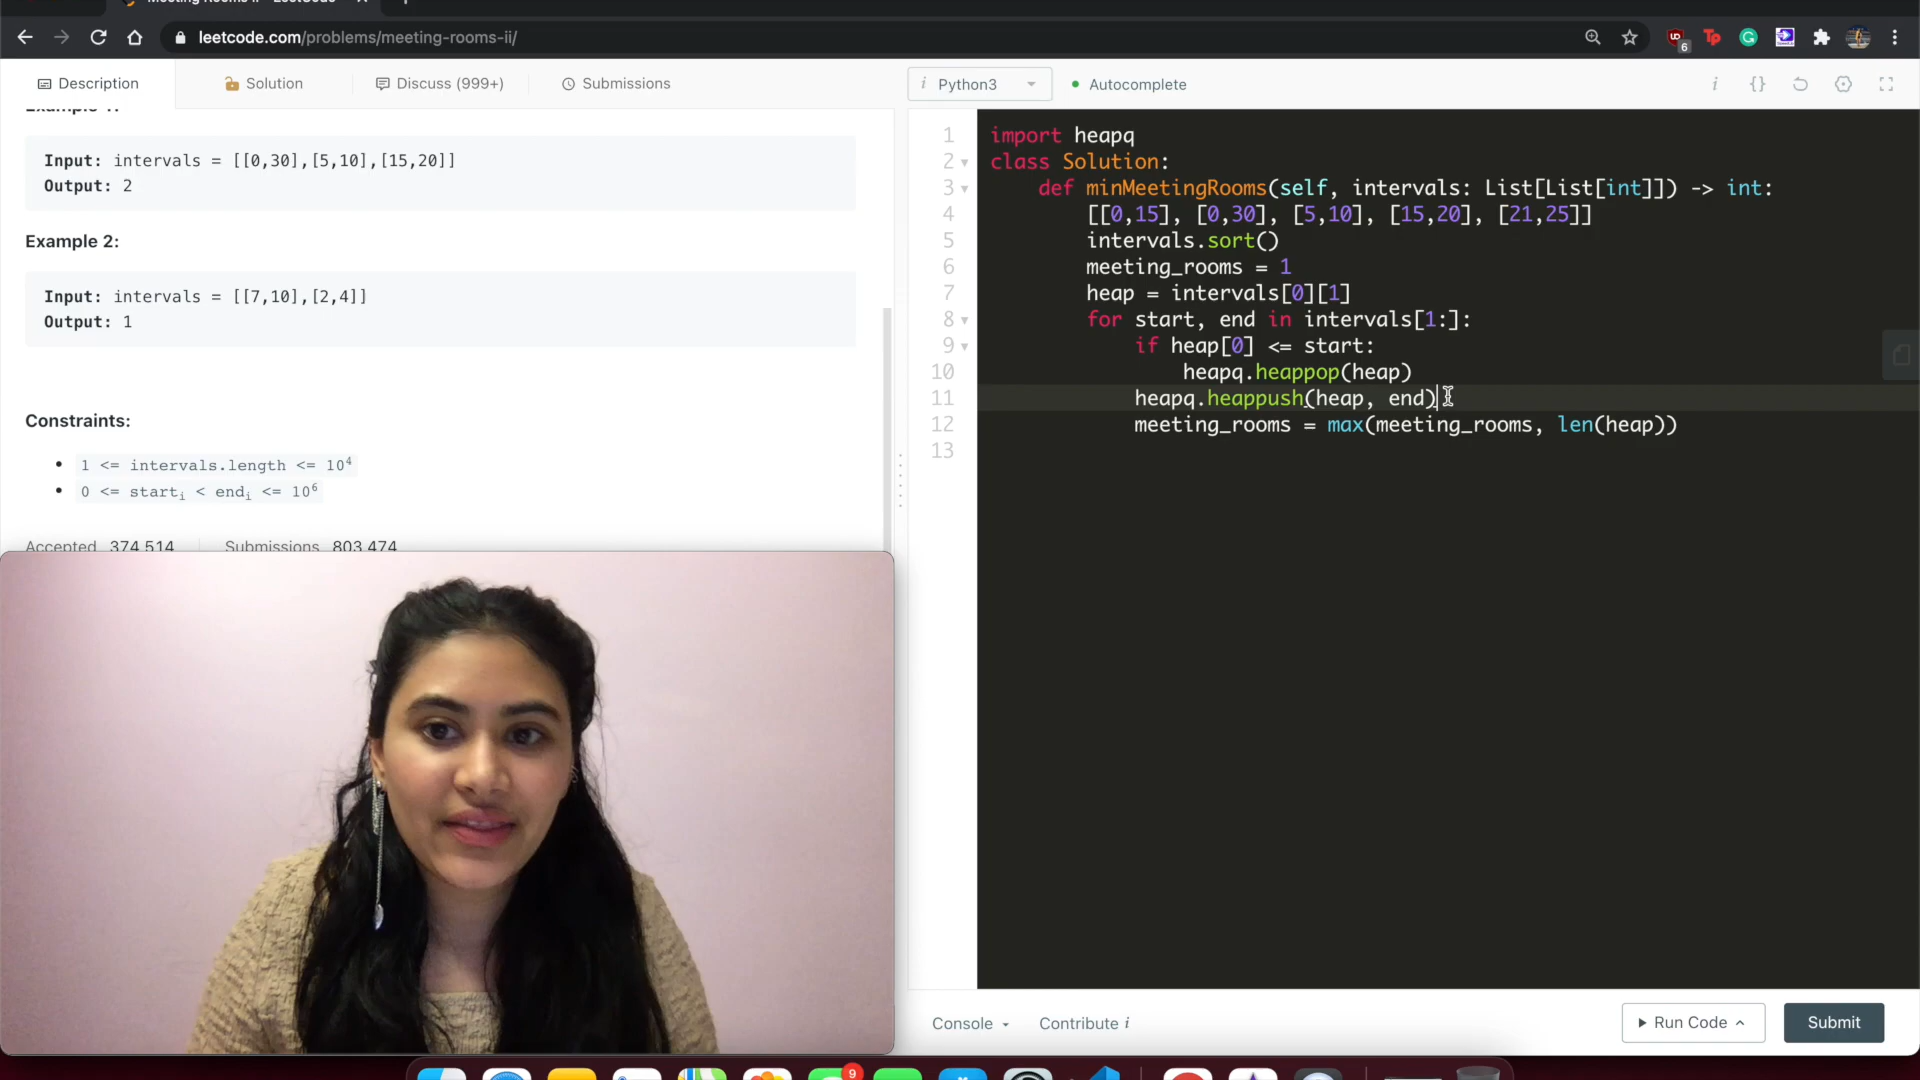 leetcode.com/problems/meeting-rooms-ii/
6
Description
Solution
Discuss (999+)
Submissions
i Python3
Autocomplete
i {}
Input: intervals = [[0,30],[5,10],[15,20]]
Output: 2
Example 2:
Input: intervals = [[7,10],[2,4]]
Output: 1
Constraints:
1 <= intervals.length <= 10⁴
0 <= startᵢ < endᵢ <= 10⁶
Accepted 374,514 Submissions 803,474
1 import heapq
2 class Solution:
3 def minMeetingRooms(self, intervals: List[List[int]]) -> int:
4 [[0,15], [0,30], [5,10], [15,20], [21,25]]
5 intervals.sort()
6 meeting_rooms = 1
7 heap = intervals[0][1]
8 for start, end in intervals[1:]:
9 if heap[0] <= start:
10 heapq.heappop(heap)
11 heapq.heappush(heap, end)
12 meeting_rooms = max(meeting_rooms, len(heap))
13
Console
Contribute i
Run Code
Submit
9